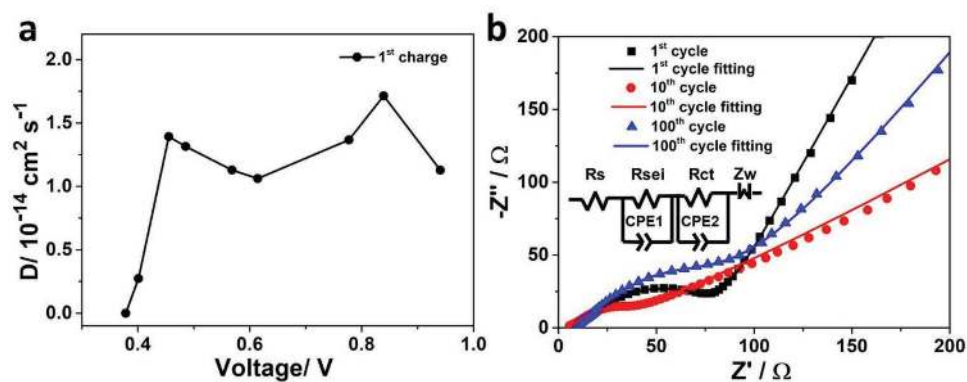 a
D/ 10⁻¹⁴ cm² s⁻¹
2.0
1.5
1.0
0.5
0.0
1ˢᵗ charge
0.4 0.6 0.8 1.0
Voltage/ V
b
-Z'' / Ω
200
150
100
50
0
1ˢᵗ cycle
1ˢᵗ cycle fitting
10ᵗʰ cycle
10ᵗʰ cycle fitting
100ᵗʰ cycle
100ᵗʰ cycle fitting
Rs Rsei Rct Zw
CPE1 CPE2
0 50 100 150 200
Z' / Ω